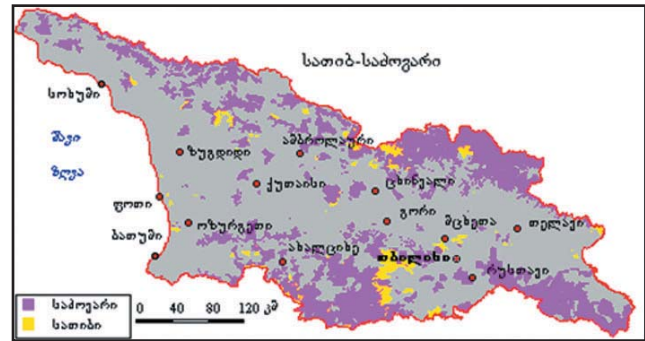 სათიბ-საძოვარი
სოხუმი
შავი
ზღვა
ზუგდიდი
ამბროლაური
ქუთაისი
ცხინვალი
ფოთი
ოზურგეთი
გორი
მცხეთა
თელავი
ბათუმი
ახალციხე
თბილისი
რუსთავი
საძოვარი
სათიბი
0 40 80 120 კმ